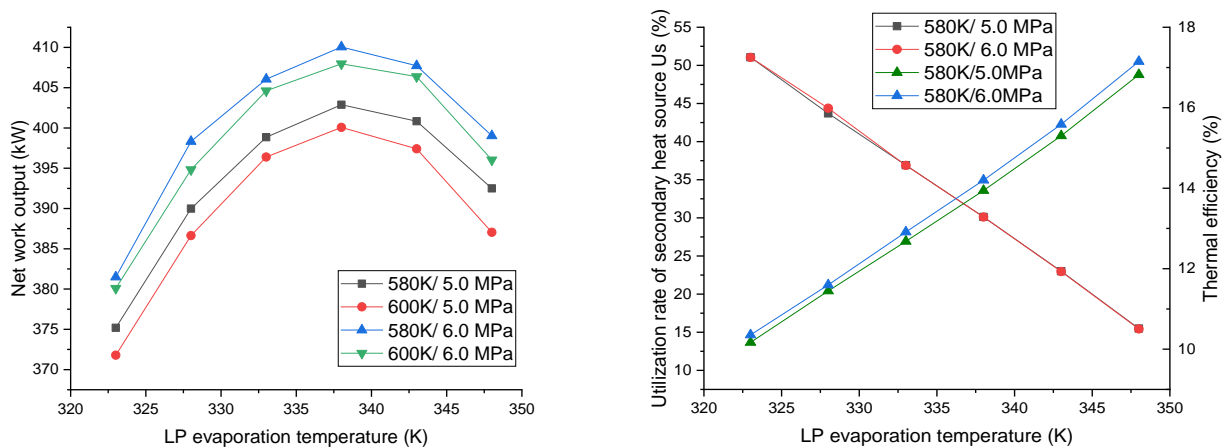 Net work output (kW)
410
405
400
395
390
385
380
375
370
580K/ 5.0 MPa
600K/ 5.0 MPa
580K/ 6.0 MPa
600K/ 6.0 MPa
320 325 330 335 340 345 350
LP evaporation temperature (K)
Utilization rate of secondary heat source Us (%)
55
50
45
40
35
30
25
20
15
10
580K/ 5.0 MPa
580K/ 6.0 MPa
580K/5.0MPa
580K/6.0MPa
18
16
14
12
10
Thermal efficiency (%)
320 325 330 335 340 345 350
LP evaporation temperature (K)